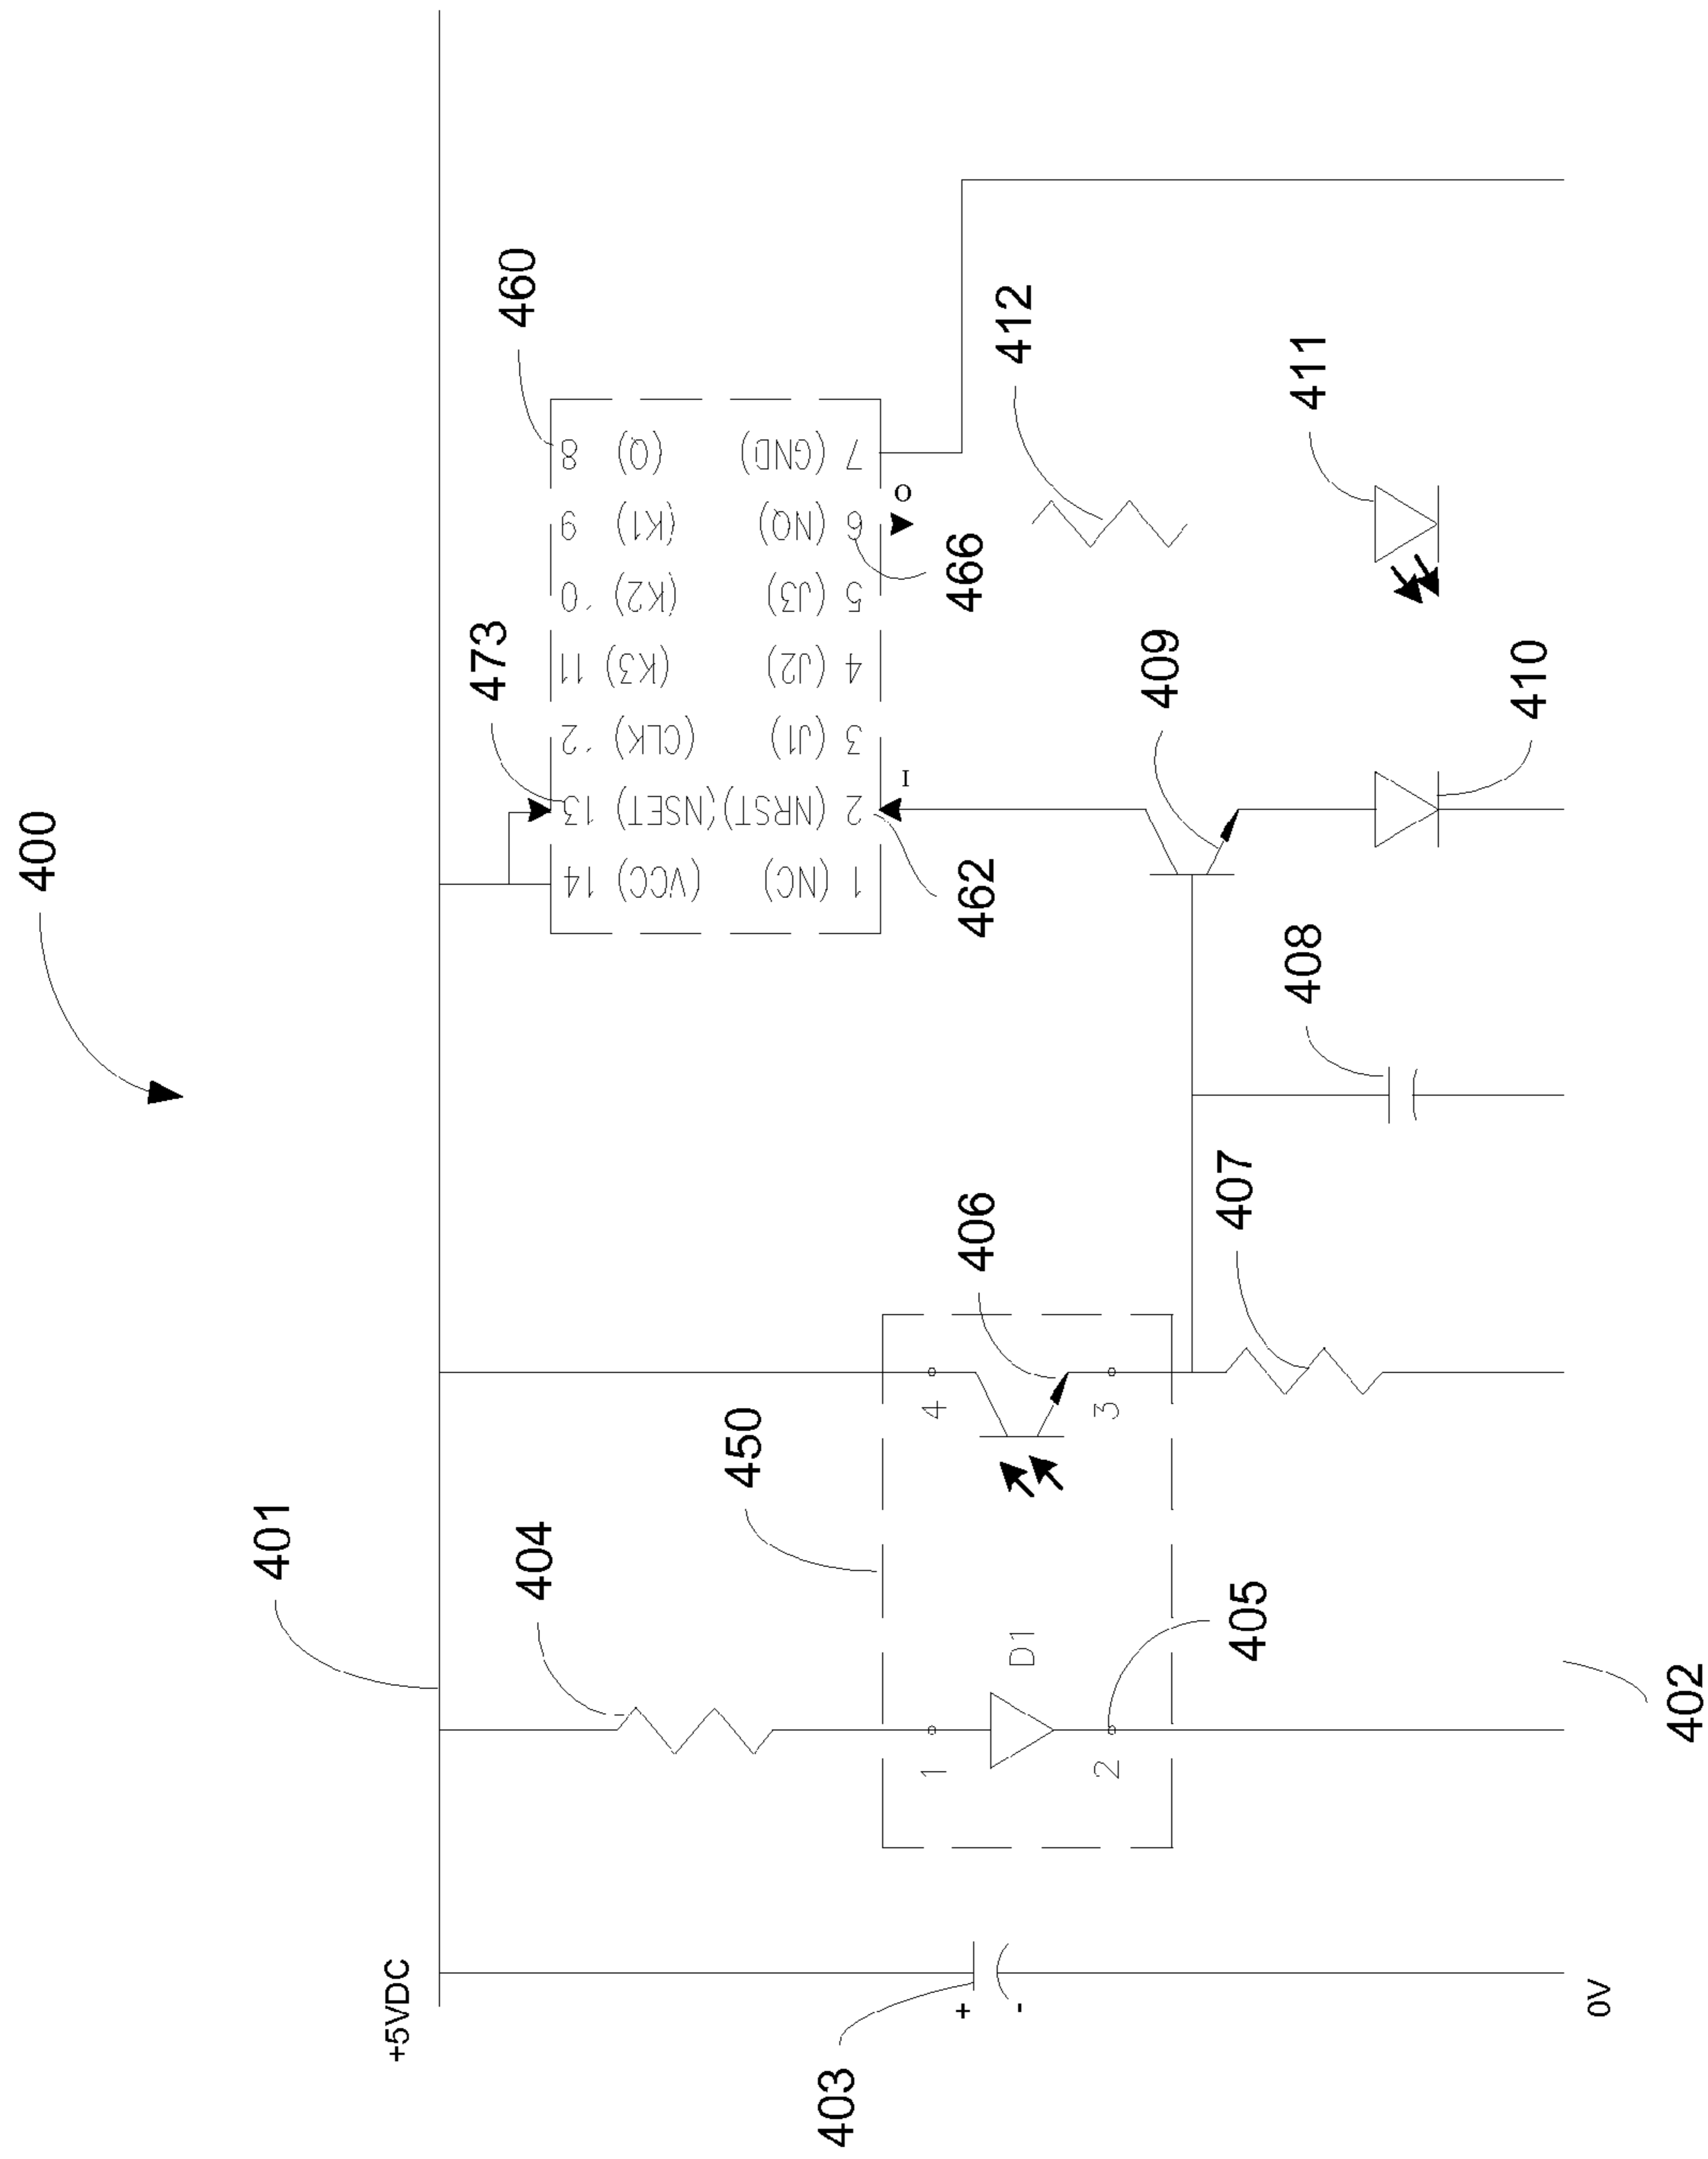 400
401
+5VDC
473
460
404
1 (NC)
(VCC) 14
2 (NRST)
(NSET) 13
3 (J1)
(CLK) 12
4 (J2)
(K3) 11
5 (J3)
(K2) 10
6 (NQ)
(K1) 9
7 (GND)
(Q) 8
450
403
+
-
1
D1
2
4
3
406
462
I
466
O
412
405
407
409
408
411
410
0V
402